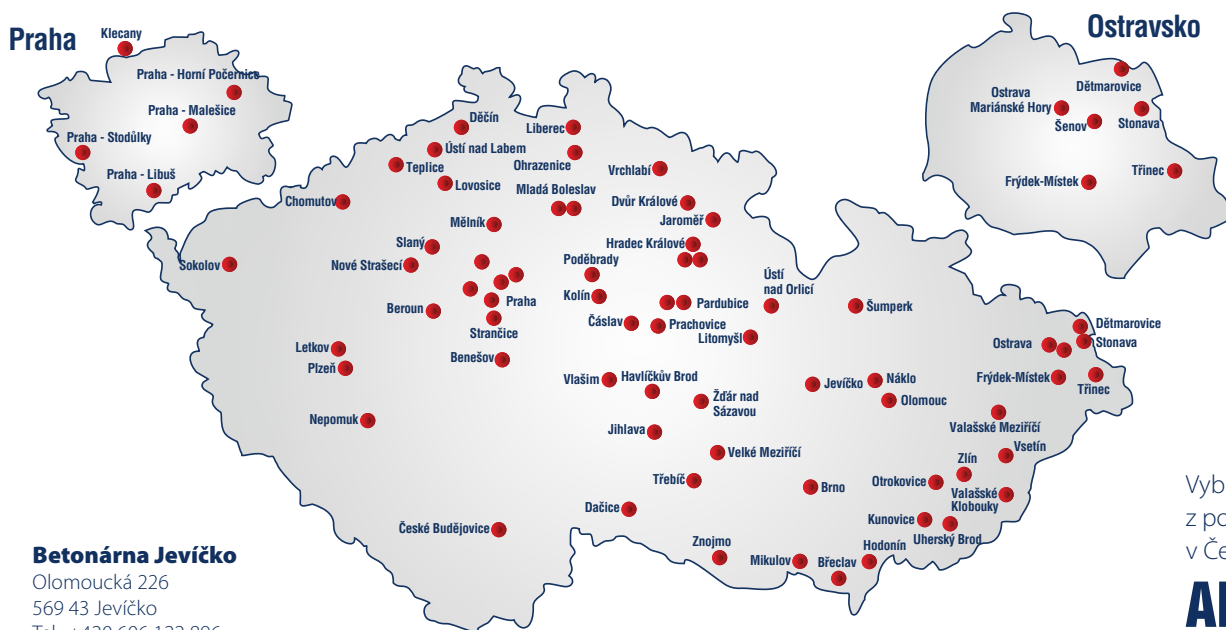 Praha
Klecany
Praha - Horní Počernice
Praha - Malešice
Praha - Stodůlky
Praha - Libuš
Ostravsko
Dětmarovice
Ostrava
Mariánské Hory
Šenov
Stonava
Třinec
Frýdek-Místek
Děčín
Liberec
Ústí nad Labem
Ohrazenice
Teplice
Vrchlabí
Lovosice
Mladá Boleslav
Chomutov
Dvůr Králové
Jaroměř
Mělník
Slaný
Hradec Králové
Sokolov
Nové Strašecí
Poděbrady
Ústí
nad Orlicí
Kolín
Praha
Pardubice
Šumperk
Beroun
Strančice
Čáslav
Prachovice
Litomyšl
Dětmarovice
Stonava
Ostrava
Letkov
Plzeň
Benešov
Vlašim
Havlíčkův Brod
Jevíčko
Náklo
Frýdek-Místek
Třinec
Žďár nad
Sázavou
Olomouc
Nepomuk
Jihlava
Valašské Meziříčí
Velké Meziříčí
Vsetín
Zlín
Třebíč
Brno
Otrokovice
Valašské
Klobouky
Dačice
České Budějovice
Kunovice
Uherský Brod
Znojmo
Mikulov
Břeclav
Hodonín
Betonárna Jevíčko
Olomoucká 226
569 43 Jevíčko